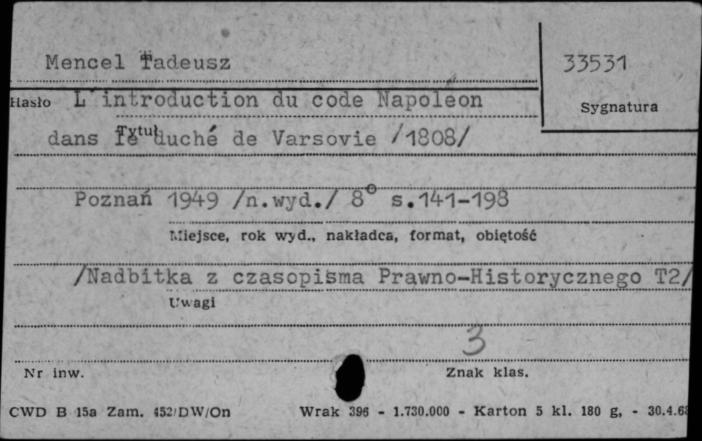 Mencel Tadeusz
33531
Hasło L'introduction du code Napoléon
Sygnatura
Tytuł
dans le duché de Varsovie /1808/
Poznań 1949 /n.wyd./ 8° s.141-198
Miejsce, rok wyd., nakładca, format, objętość
/Nadbitka z czasopisma Prawno-Historycznego T2/
Uwagi
3
Nr inw.
Znak klas.
CWD B 15a Zam. 452/DW/On Wrak 396 - 1.730.000 - Karton 5 kl. 180 g, - 30.4.68